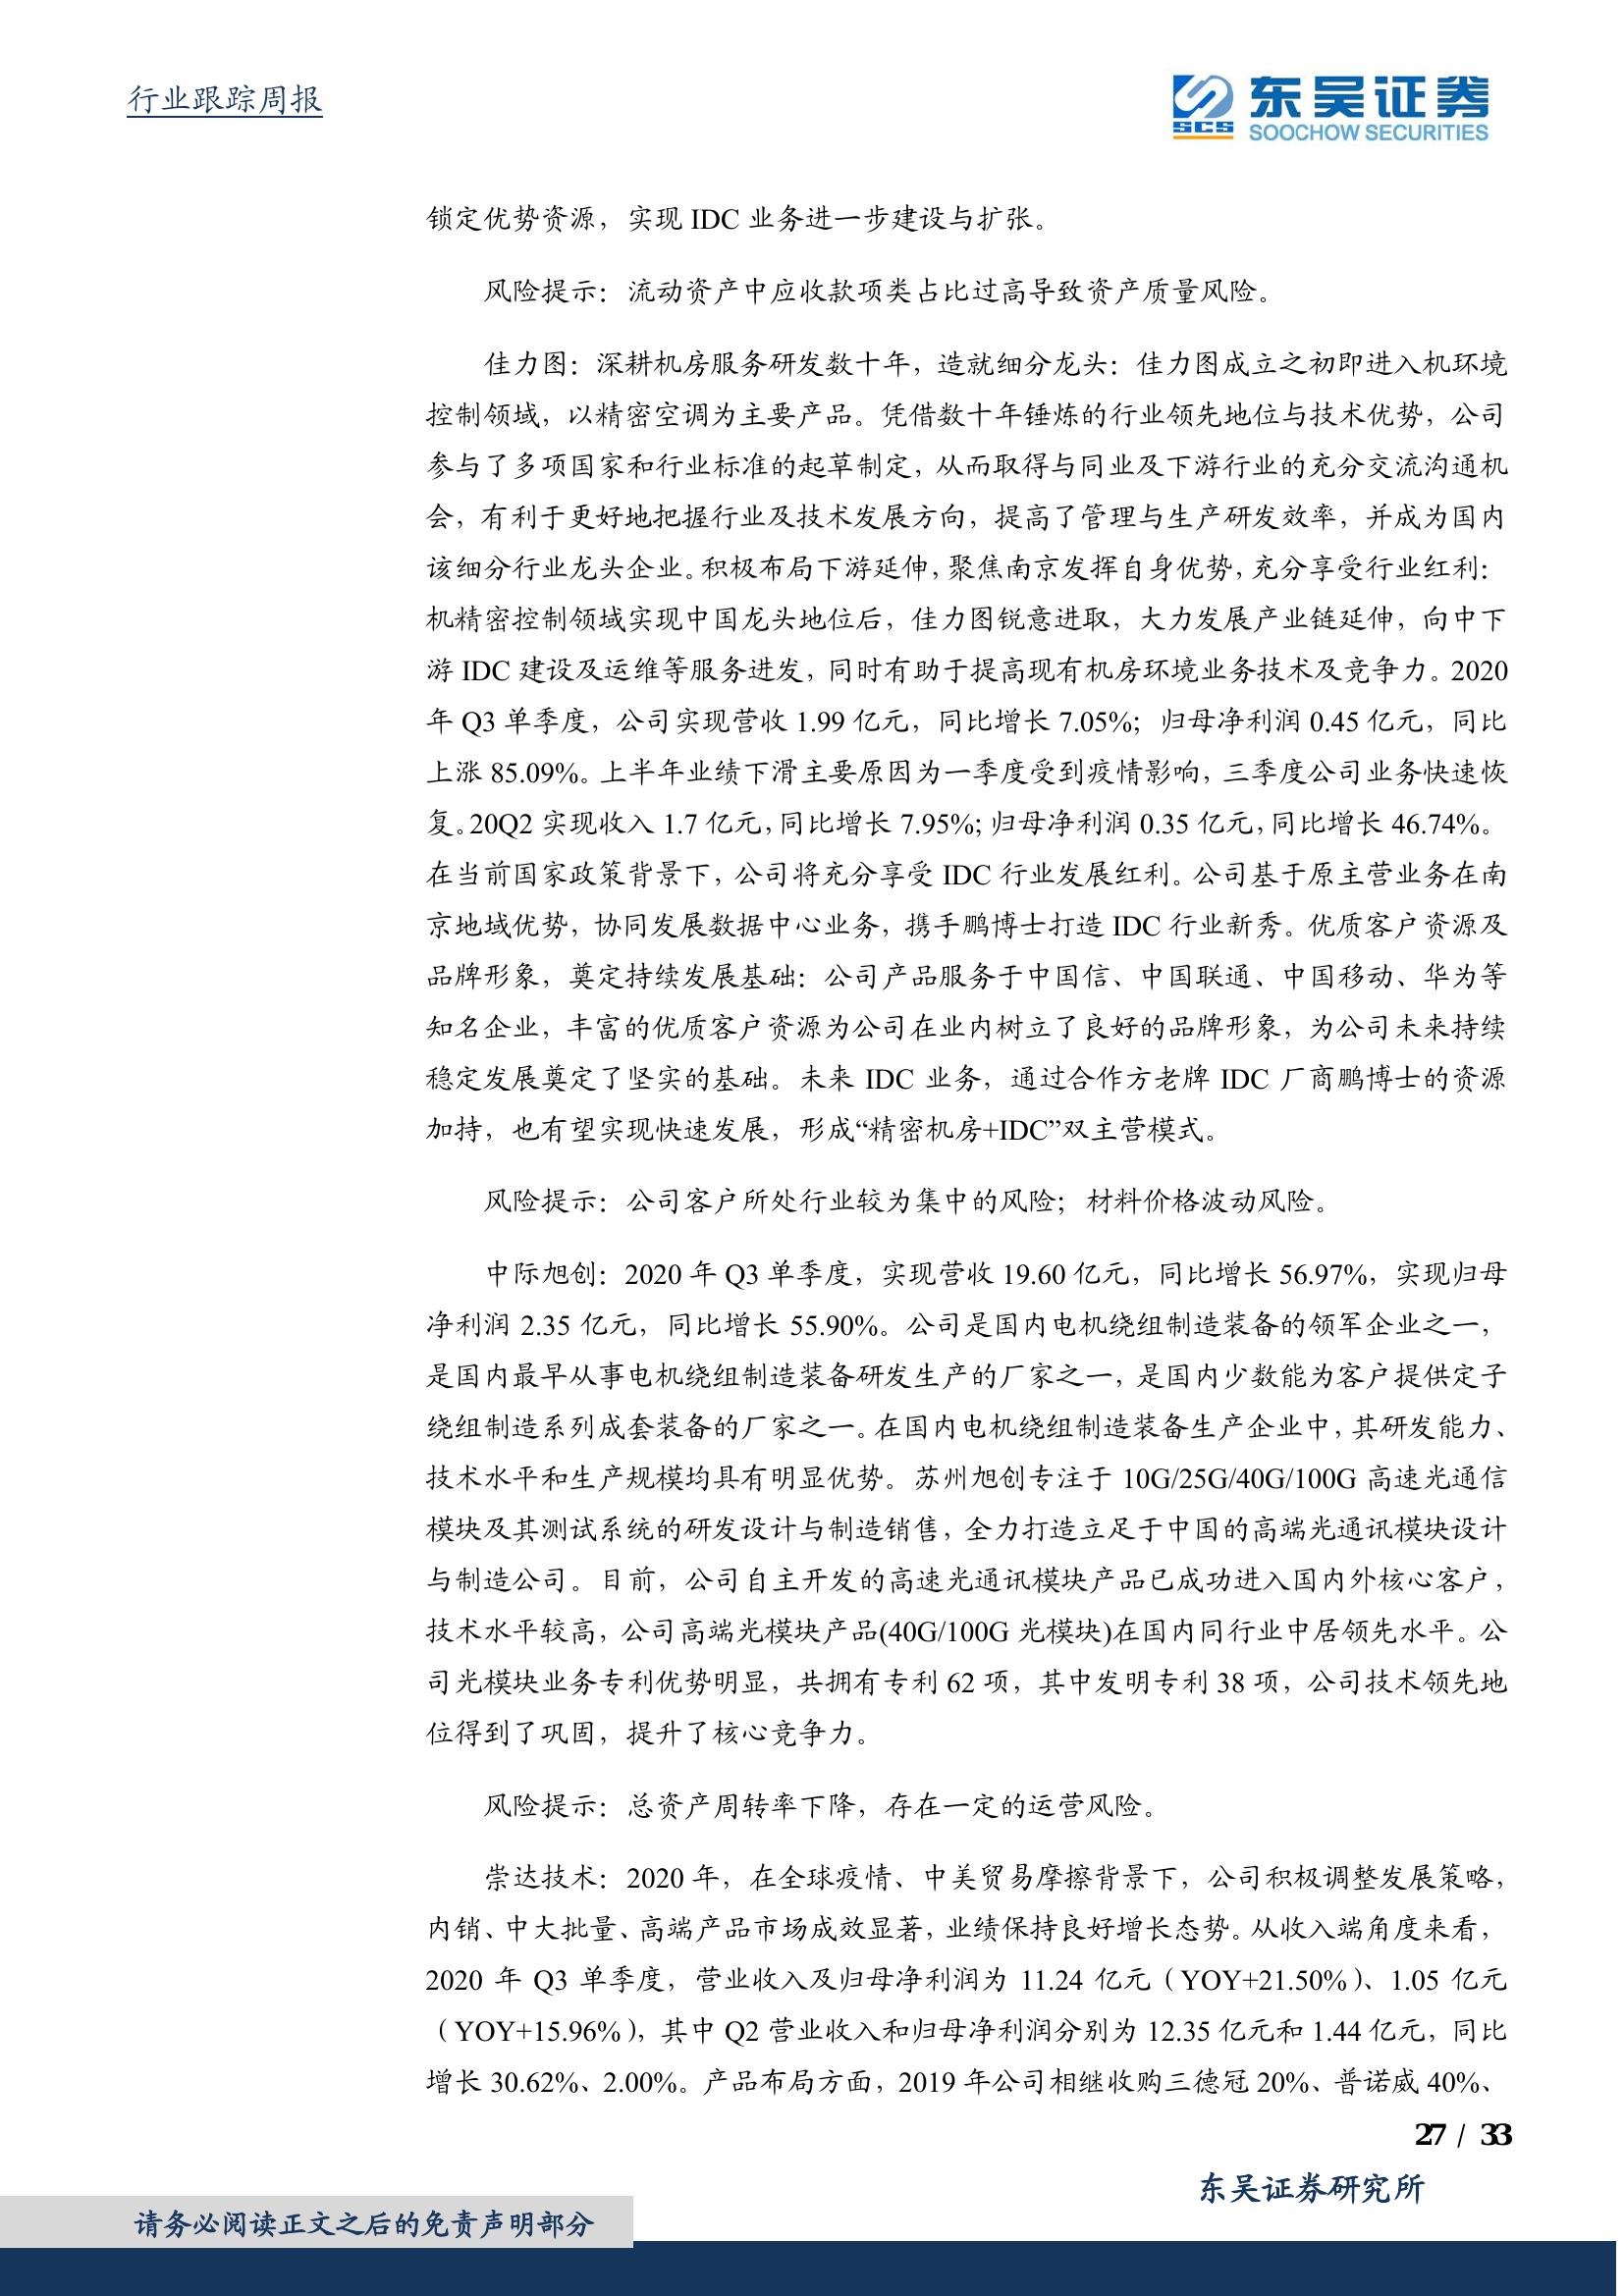 行业跟踪周报
东吴证券
SCS
SOOCHOW SECURITIES
锁定优势资源，实现 IDC 业务进一步建设与扩张。
风险提示：流动资产中应收款项类占比过高导致资产质量风险。
佳力图：深耕机房服务研发数十年，造就细分龙头：佳力图成立之初即进入机环境
控制领域，以精密空调为主要产品。凭借数十年锤炼的行业领先地位与技术优势，公司
参与了多项国家和行业标准的起草制定，从而取得与同业及下游行业的充分交流沟通机
会，有利于更好地把握行业及技术发展方向，提高了管理与生产研发效率，并成为国内
该细分行业龙头企业。积极布局下游延伸，聚焦南京发挥自身优势，充分享受行业红利：
机精密控制领域实现中国龙头地位后，佳力图锐意进取，大力发展产业链延伸，向中下
游 IDC 建设及运维等服务进发，同时有助于提高现有机房环境业务技术及竞争力。2020
年 Q3 单季度，公司实现营收 1.99 亿元，同比增长 7.05%；归母净利润 0.45 亿元，同比
上涨 85.09%。上半年业绩下滑主要原因为一季度受到疫情影响，三季度公司业务快速恢
复。20Q2 实现收入 1.7 亿元，同比增长 7.95%；归母净利润 0.35 亿元，同比增长 46.74%。
在当前国家政策背景下，公司将充分享受 IDC 行业发展红利。公司基于原主营业务在南
京地域优势，协同发展数据中心业务，携手鹏博士打造 IDC 行业新秀。优质客户资源及
品牌形象，奠定持续发展基础：公司产品服务于中国信、中国联通、中国移动、华为等
知名企业，丰富的优质客户资源为公司在业内树立了良好的品牌形象，为公司未来持续
稳定发展奠定了坚实的基础。未来 IDC 业务，通过合作方老牌 IDC 厂商鹏博士的资源
加持，也有望实现快速发展，形成“精密机房+IDC”双主营模式。
风险提示：公司客户所处行业较为集中的风险；材料价格波动风险。
中际旭创：2020 年 Q3 单季度，实现营收 19.60 亿元，同比增长 56.97%，实现归母
净利润 2.35 亿元，同比增长 55.90%。公司是国内电机绕组制造装备的领军企业之一，
是国内最早从事电机绕组制造装备研发生产的厂家之一，是国内少数能为客户提供定子
绕组制造系列成套装备的厂家之一。在国内电机绕组制造装备生产企业中，其研发能力、
技术水平和生产规模均具有明显优势。苏州旭创专注于 10G/25G/40G/100G 高速光通信
模块及其测试系统的研发设计与制造销售，全力打造立足于中国的高端光通讯模块设计
与制造公司。目前，公司自主开发的高速光通讯模块产品已成功进入国内外核心客户，
技术水平较高，公司高端光模块产品(40G/100G 光模块)在国内同行业中居领先水平。公
司光模块业务专利优势明显，共拥有专利 62 项，其中发明专利 38 项，公司技术领先地
位得到了巩固，提升了核心竞争力。
风险提示：总资产周转率下降，存在一定的运营风险。
崇达技术：2020 年，在全球疫情、中美贸易摩擦背景下，公司积极调整发展策略，
内销、中大批量、高端产品市场成效显著，业绩保持良好增长态势。从收入端角度来看，
2020 年 Q3 单季度，营业收入及归母净利润为 11.24 亿元（YOY+21.50%）、1.05 亿元
（YOY+15.96%），其中 Q2 营业收入和归母净利润分别为 12.35 亿元和 1.44 亿元，同比
增长 30.62%、2.00%。产品布局方面，2019 年公司相继收购三德冠 20%、普诺威 40%、
27 / 33
东吴证券研究所
请务必阅读正文之后的免责声明部分